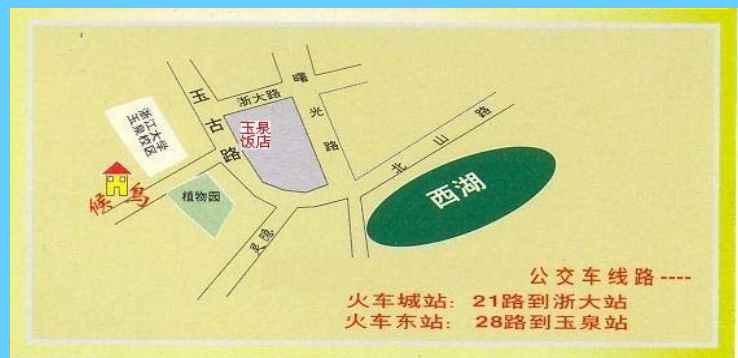 曙光路
浙大路
玉古路
浙江大学
玉泉校区
玉泉
饭店
北山路
候鸟
植物园
西湖
灵隐
公交车线路----
火车城站：21路到浙大站
火车东站：28路到玉泉站